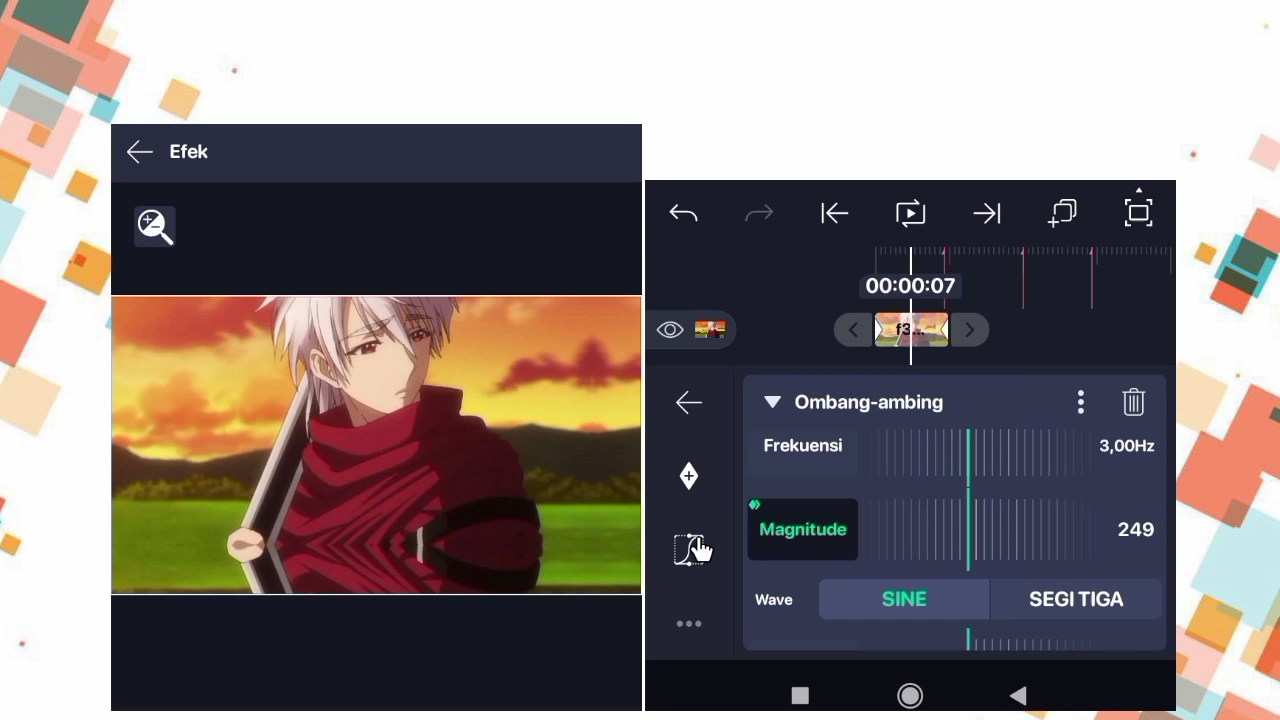 Efek
00:00:07
f3...
Ombang-ambing
Frekuensi
3,00Hz
Magnitude
249
Wave
SINE
SEGI TIGA